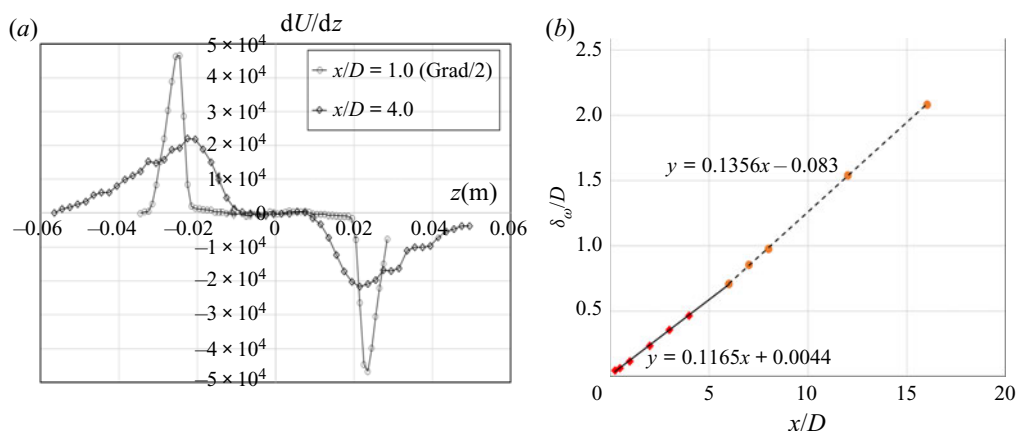 (a)
dU/dz
5 × 10⁴
4 × 10⁴
3 × 10⁴
2 × 10⁴
1 × 10⁴
0
−1 × 10⁴
−2 × 10⁴
−3 × 10⁴
−4 × 10⁴
−5 × 10⁴
x/D = 1.0 (Grad/2)
x/D = 4.0
z(m)
−0.06 −0.04 −0.02 0.02 0.04 0.06
(b)
2.5
2.0
1.5
1.0
0.5
δω/D
y = 0.1356x − 0.083
y = 0.1165x + 0.0044
0 5 10 15 20
x/D